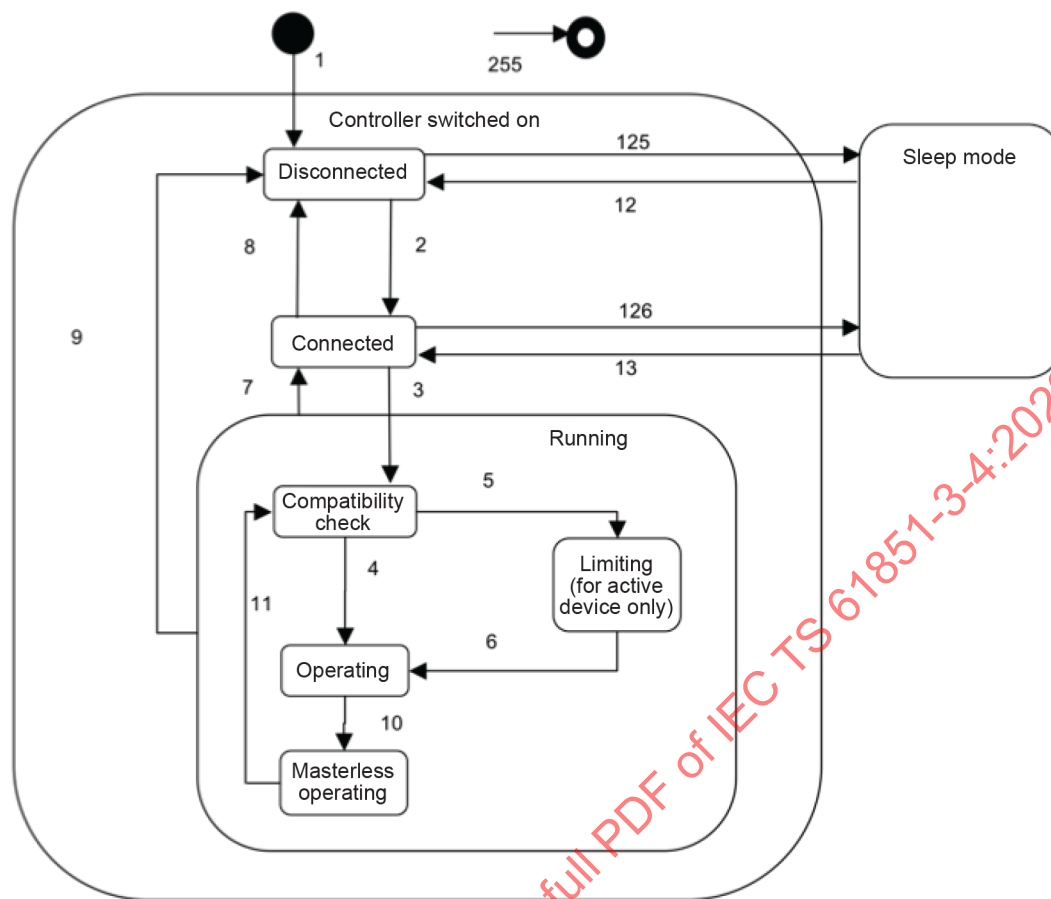 1
255
Controller switched on
125
Disconnected
Sleep mode
12
8
2
126
9
Connected
13
7
3
Running
5
Compatibility
check
4
Limiting
(for active
device only)
11
6
Operating
10
Masterless
operating
full PDF of IEC TS 61851-3-4:202